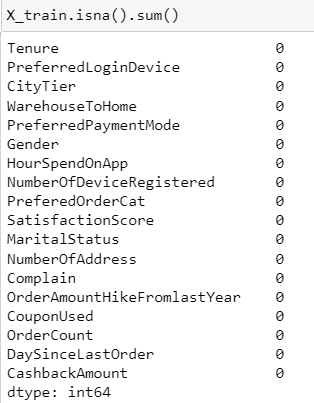 X_train.isna().sum()
Tenure 0
PreferredLoginDevice 0
CityTier 0
WarehouseToHome 0
PreferredPaymentMode 0
Gender 0
HourSpendOnApp 0
NumberOfDeviceRegistered 0
PreferedOrderCat 0
SatisfactionScore 0
MaritalStatus 0
NumberOfAddress 0
Complain 0
OrderAmountHikeFromlastYear 0
CouponUsed 0
OrderCount 0
DaySinceLastOrder 0
CashbackAmount 0
dtype: int64